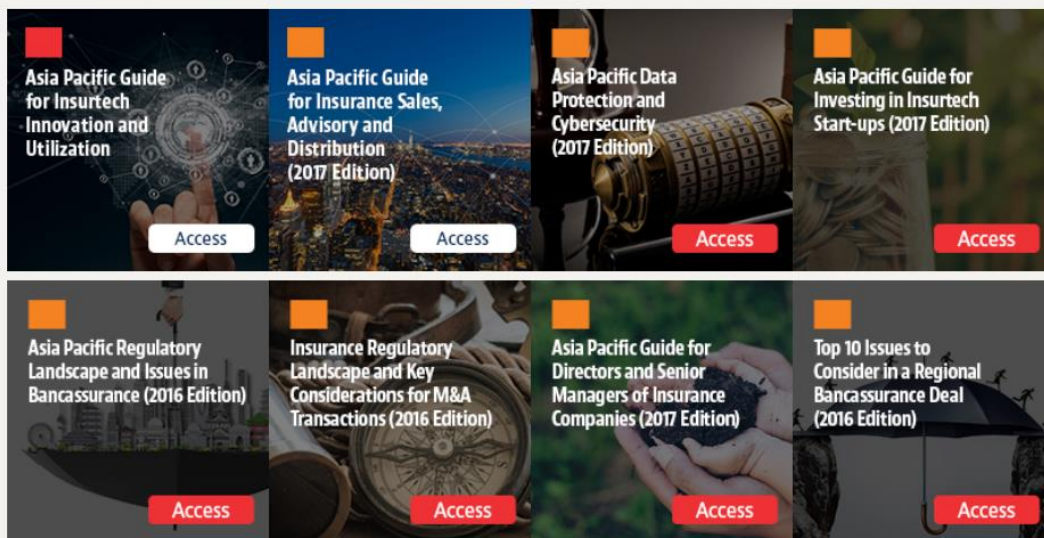 Asia Pacific Guide
for Insurtech
Innovation and
Utilization
Access
Asia Pacific Guide
for Insurance Sales,
Advisory and
Distribution
(2017 Edition)
Access
Asia Pacific Data
Protection and
Cybersecurity
(2017 Edition)
Access
Asia Pacific Guide for
Investing in Insurtech
Start-ups (2017 Edition)
Access
Asia Pacific Regulatory
Landscape and Issues in
Bancassurance (2016 Edition)
Access
Insurance Regulatory
Landscape and Key
Considerations for M&A
Transactions (2016 Edition)
Access
Asia Pacific Guide for
Directors and Senior
Managers of Insurance
Companies (2017 Edition)
Access
Top 10 Issues to
Consider in a Regional
Bancassurance Deal
(2016 Edition)
Access